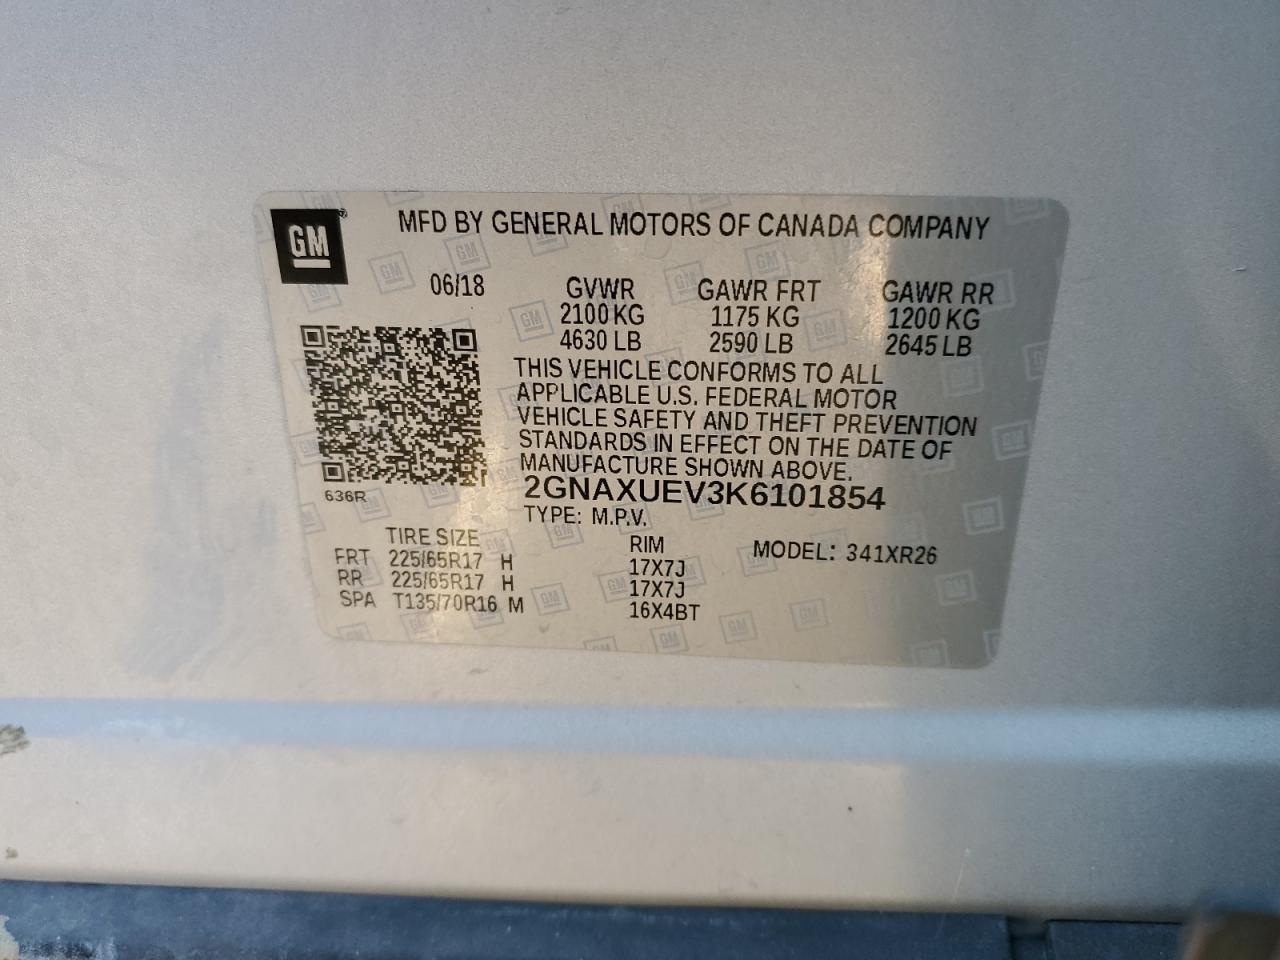 GM
MFD BY GENERAL MOTORS OF CANADA COMPANY
06/18 GVWR GAWR FRT GAWR RR
2100 KG 1175 KG 1200 KG
4630 LB 2590 LB 2645 LB
THIS VEHICLE CONFORMS TO ALL
APPLICABLE U.S. FEDERAL MOTOR
VEHICLE SAFETY AND THEFT PREVENTION
STANDARDS IN EFFECT ON THE DATE OF
MANUFACTURE SHOWN ABOVE.
636R 2GNAXUEV3K6101854
TYPE: M.P.V.
TIRE SIZE RIM MODEL: 341XR26
FRT 225/65R17 H 17X7J
RR 225/65R17 H 17X7J
SPA T135/70R16 M 16X4BT